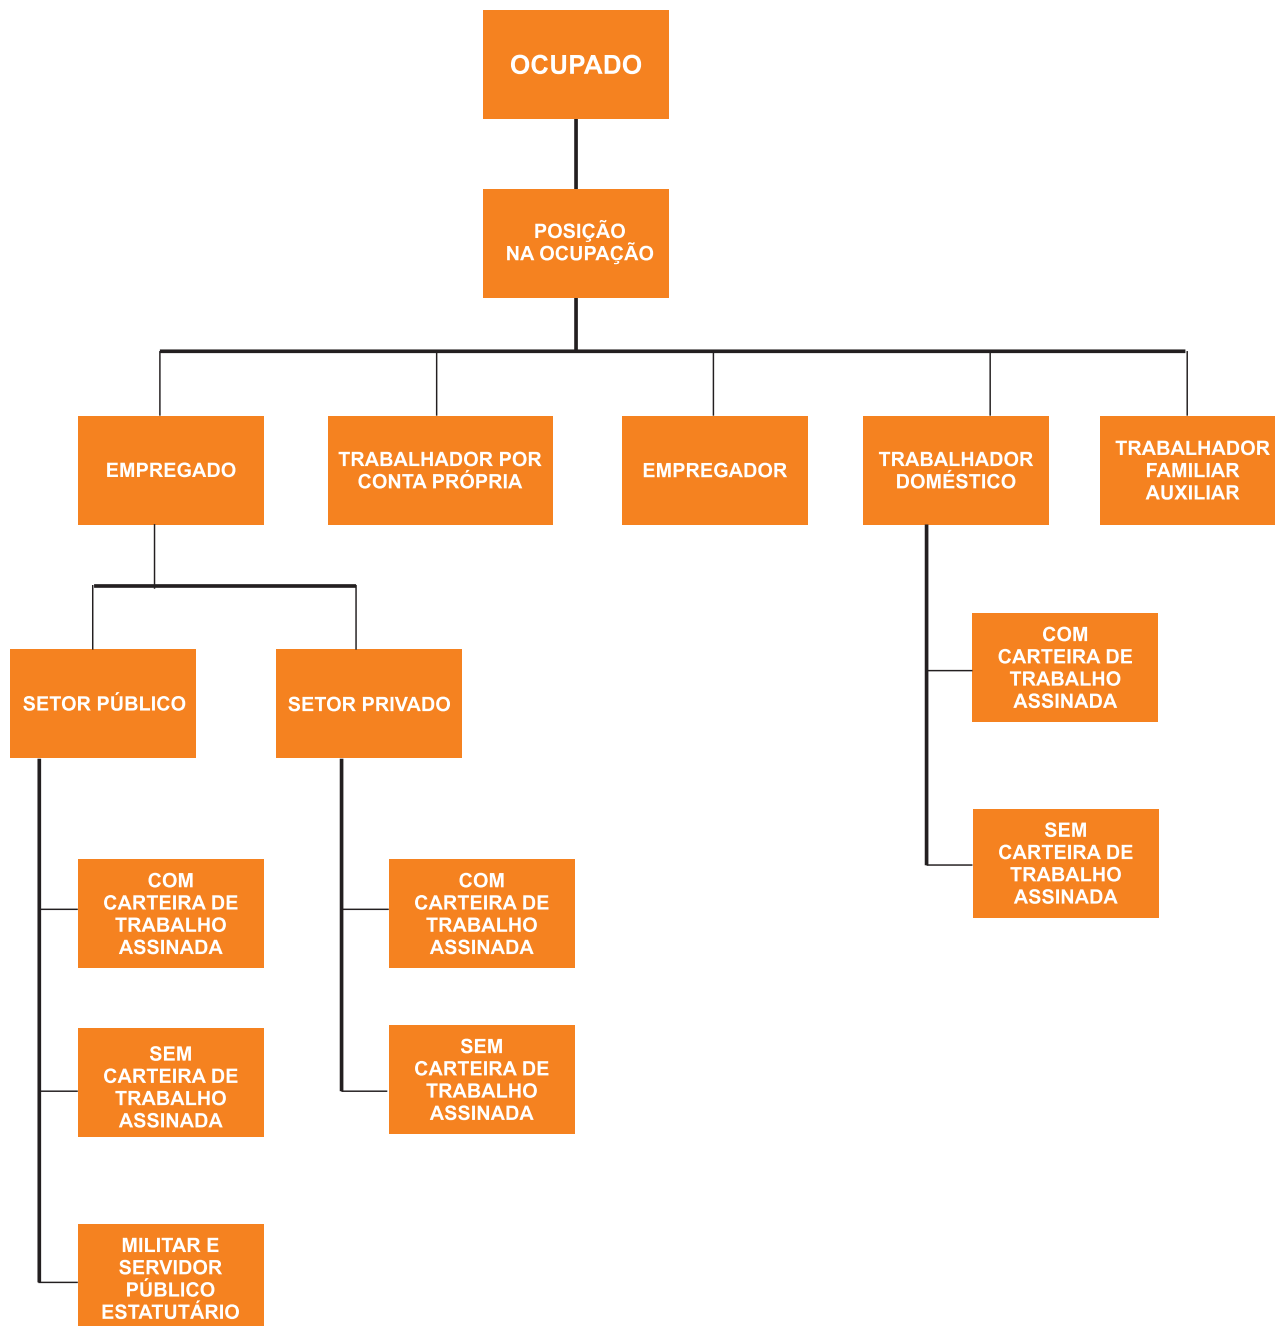 OCUPADO
POSIÇÃO
NA OCUPAÇÃO
EMPREGADO
TRABALHADOR POR
CONTA PRÓPRIA
EMPREGADOR
TRABALHADOR
DOMÉSTICO
TRABALHADOR
FAMILIAR
AUXILIAR
SETOR PÚBLICO
SETOR PRIVADO
COM
CARTEIRA DE
TRABALHO
ASSINADA
SEM
CARTEIRA DE
TRABALHO
ASSINADA
COM
CARTEIRA DE
TRABALHO
ASSINADA
COM
CARTEIRA DE
TRABALHO
ASSINADA
SEM
CARTEIRA DE
TRABALHO
ASSINADA
SEM
CARTEIRA DE
TRABALHO
ASSINADA
MILITAR E
SERVIDOR
PÚBLICO
ESTATUTÁRIO